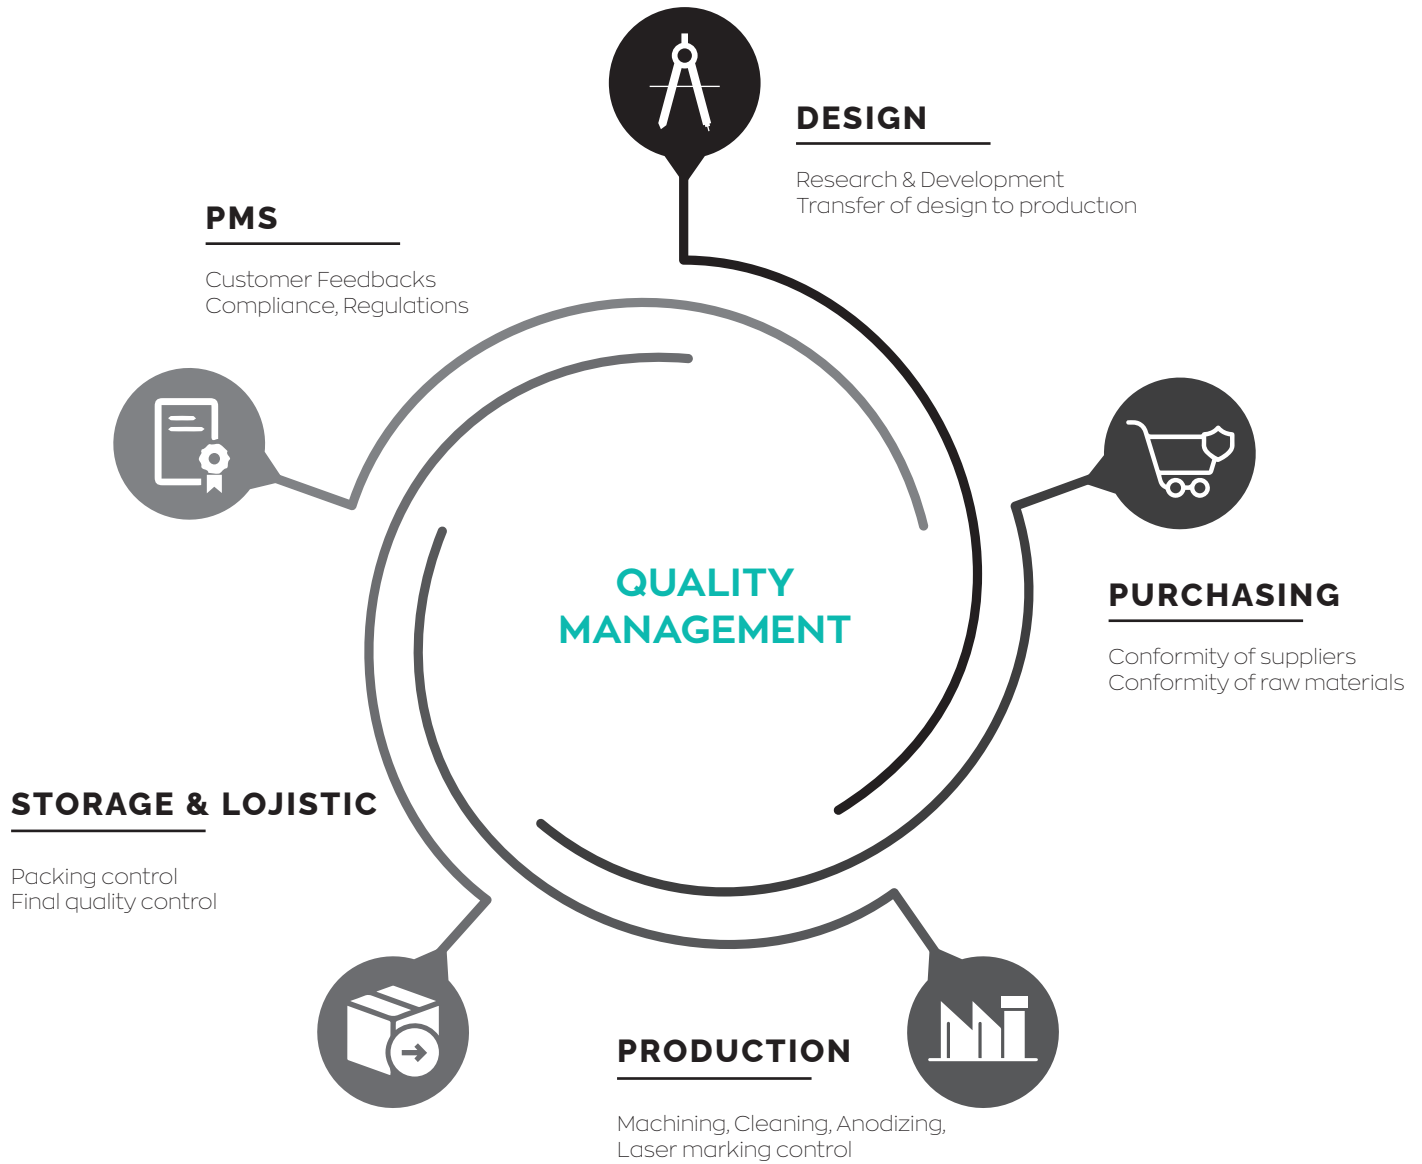 DESIGN
Research & Development
Transfer of design to production
PMS
Customer Feedbacks
Compliance, Regulations
QUALITY
MANAGEMENT
PURCHASING
Conformity of suppliers
Conformity of raw materials
STORAGE & LOJISTIC
Packing control
Final quality control
PRODUCTION
Machining, Cleaning, Anodizing,
Laser marking control